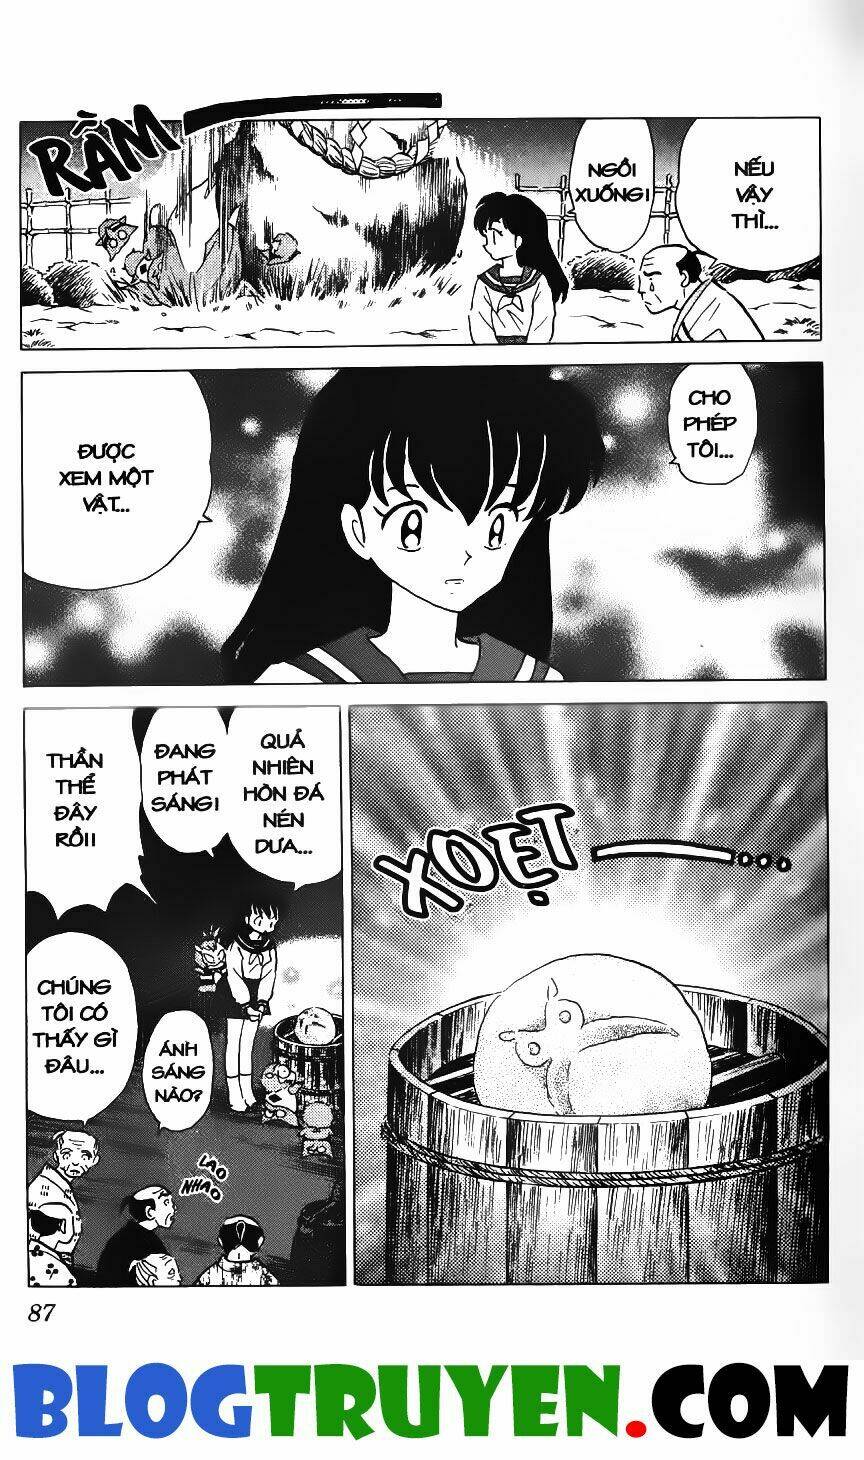 NẾU
VẬY
THÌ...
NGỒI
XUỐNG!
RẦM
CHO
PHÉP
TÔI...
ĐƯỢC
XEM MỘT
VẬT...
XOẸT
QUẢ
NHIÊN
HÒN ĐÁ
NÉN
DƯA...
ĐANG
PHÁT
SÁNG!
THẦN
THỂ
ĐÂY
RỒI!
CHÚNG
TÔI CÓ
THẤY GÌ
ĐÂU...
ÁNH
SÁNG
NÀO?
LAO
NHAO
87
BLOGTRUYEN.COM